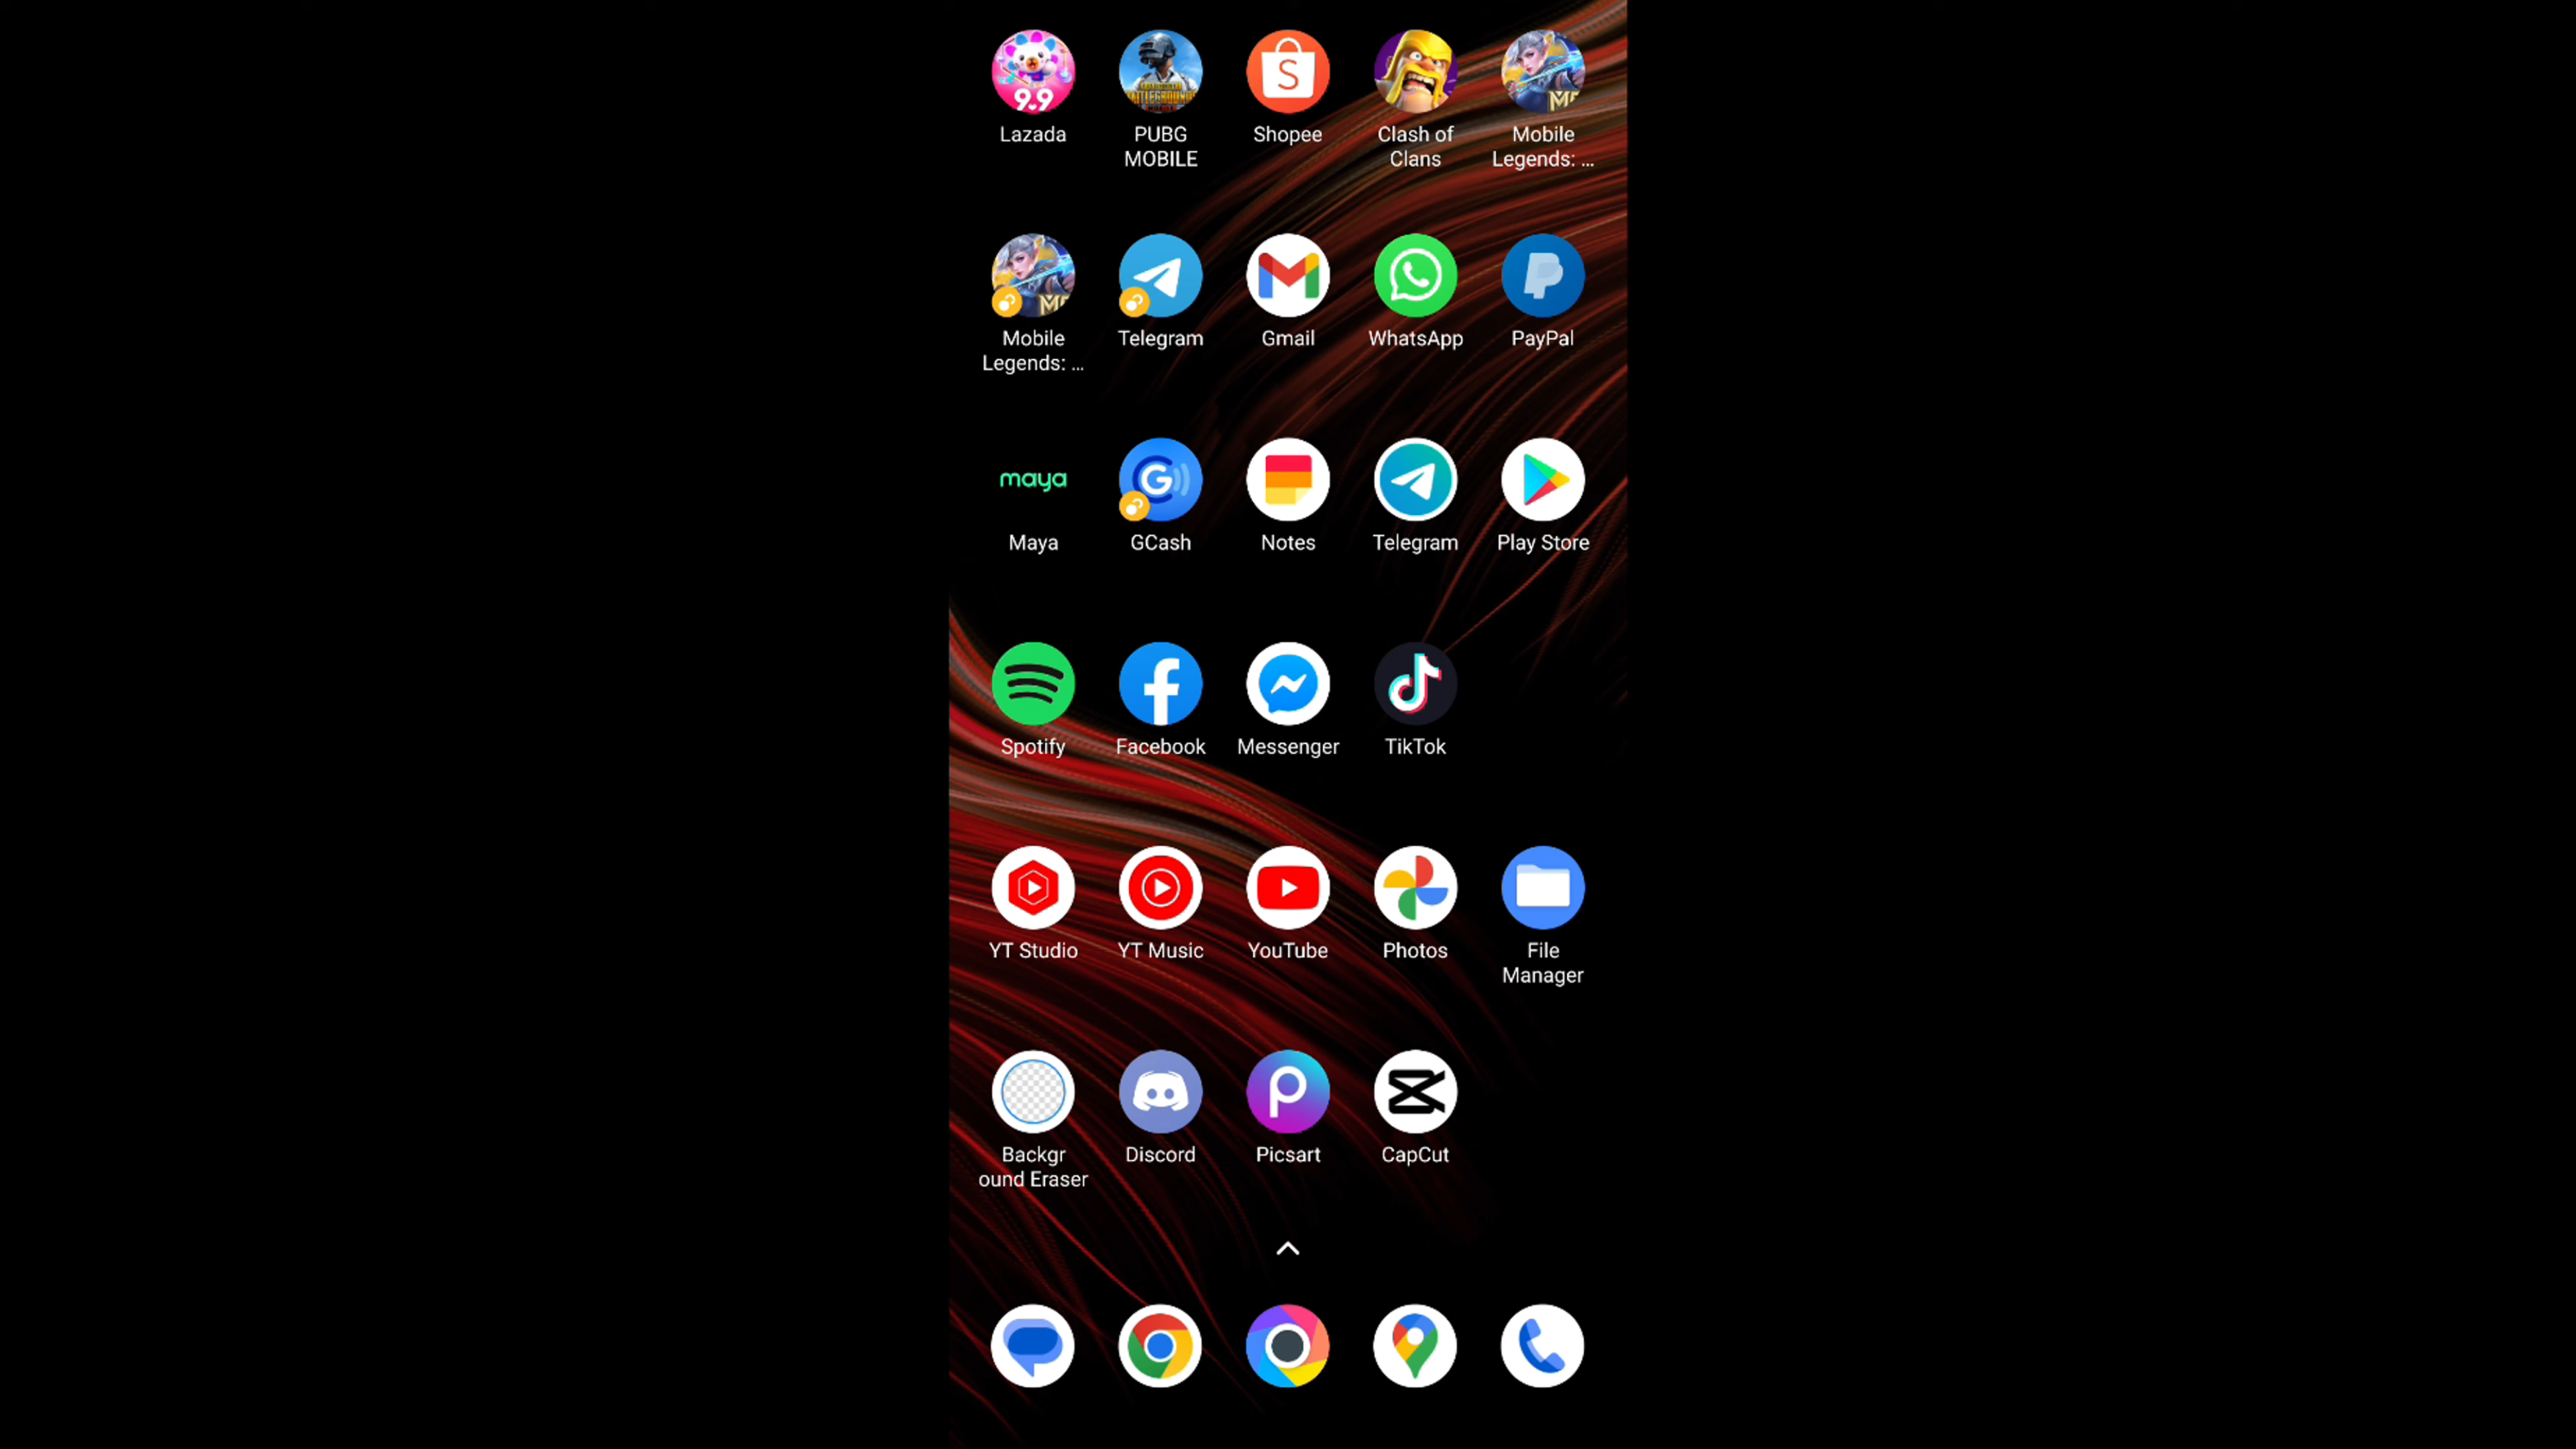 9.9
Lazada
PUBG
MOBILE
S
Shopee
Clash of
Clans
Mobile
Legends: ...
Mobile
Legends: ...
Telegram
Gmail
WhatsApp
PayPal
maya
Maya
G
GCash
Notes
Telegram
Play Store
Spotify
Facebook
Messenger
TikTok
YT Studio
YT Music
YouTube
Photos
File
Manager
Backgr
ound Eraser
Discord
Picsart
CapCut